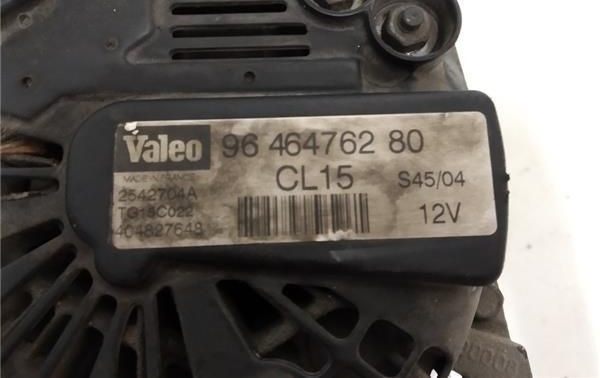 Valeo 96 464762 80
MADE IN FRANCE
CL15 S45/04
2542704A
TG15C022 12V
404827648